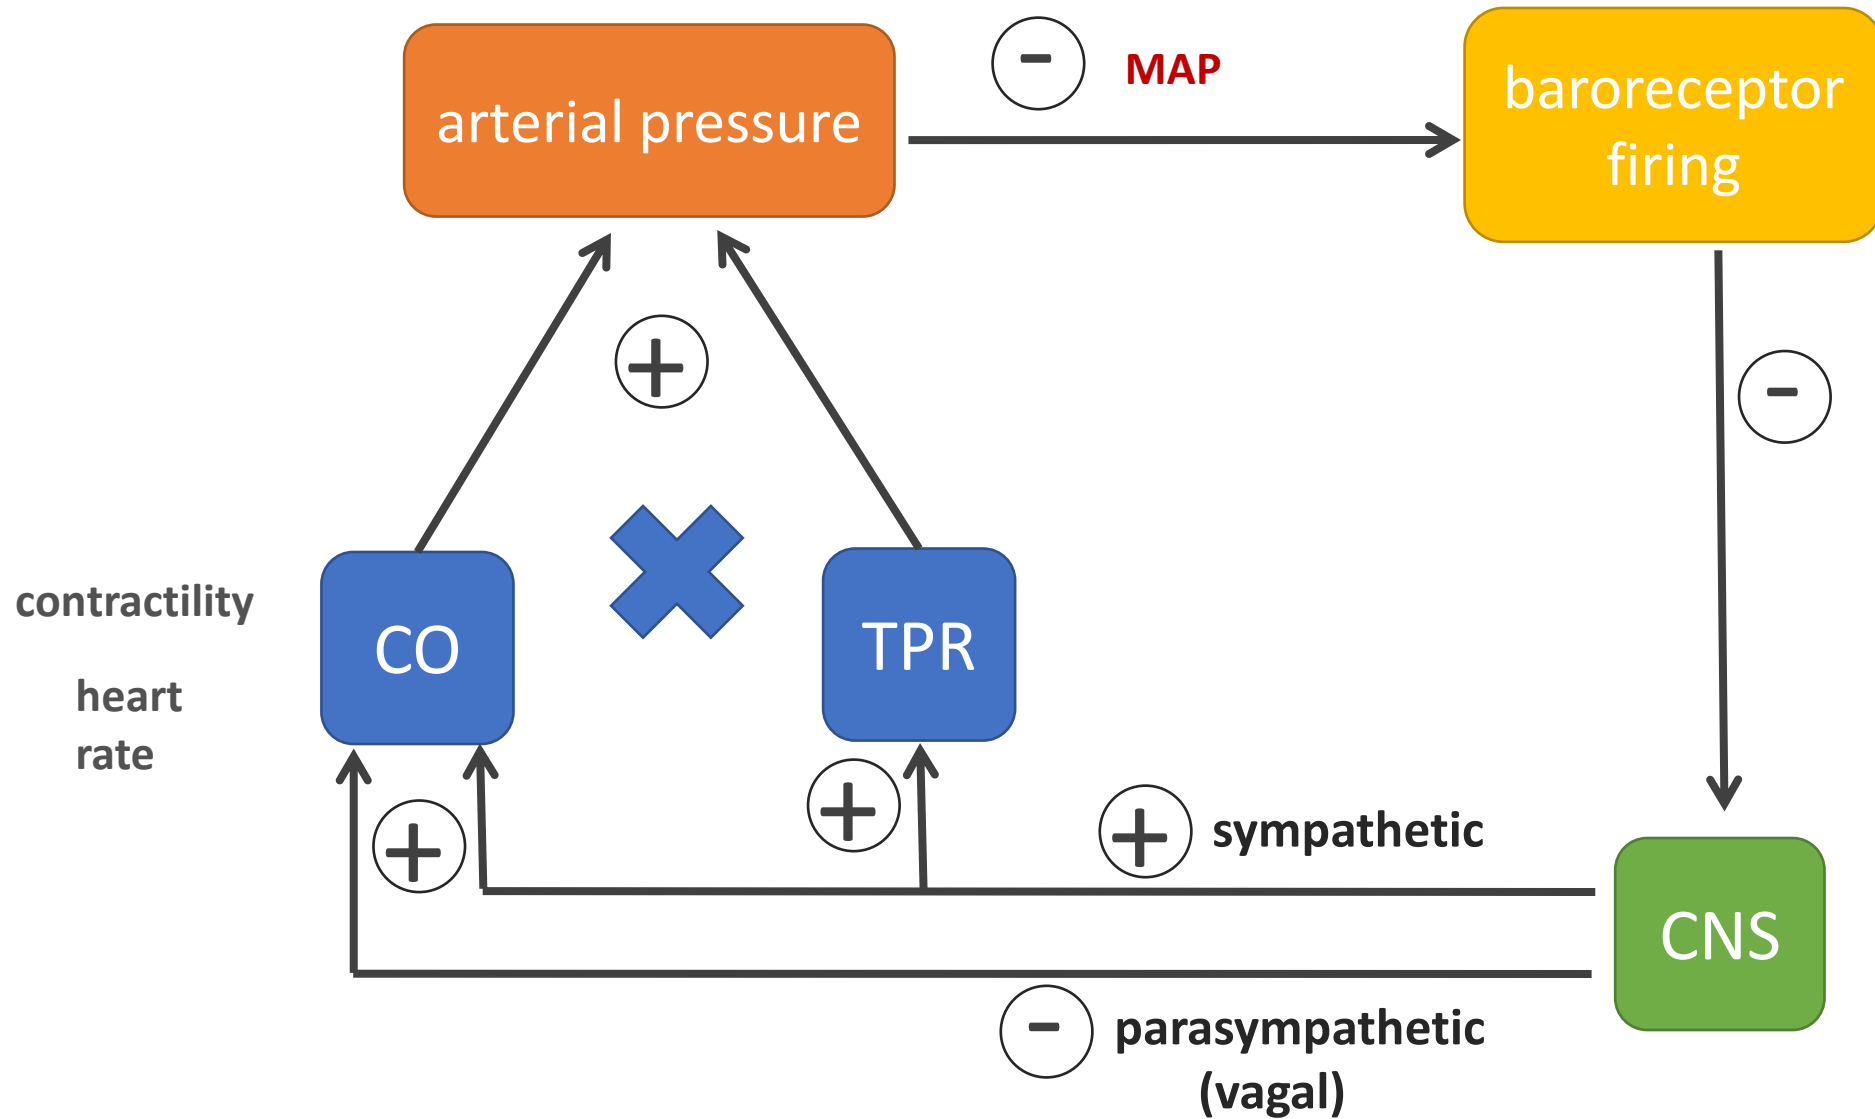 arterial pressure
-
MAP
baroreceptor
firing
+
-
contractility
heart
rate
CO
TPR
+
+
+
sympathetic
CNS
-
parasympathetic
(vagal)